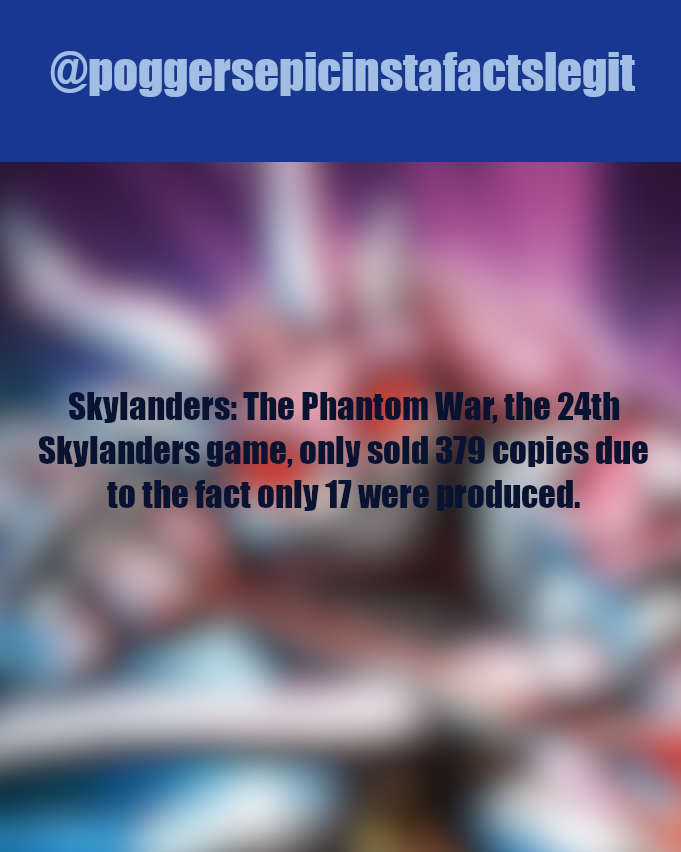 @poggersepicinstafactslegit
Skylanders: The Phantom War, the 24th
Skylanders game, only sold 379 copies due
to the fact only 17 were produced.